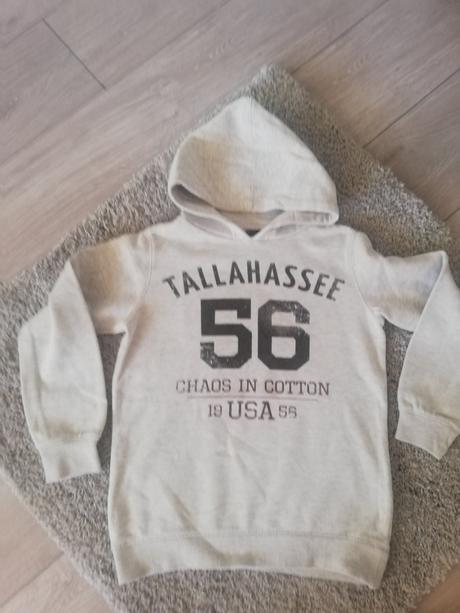 TALLAHASSEE
56
CHAOS IN COTTON
19 USA 56